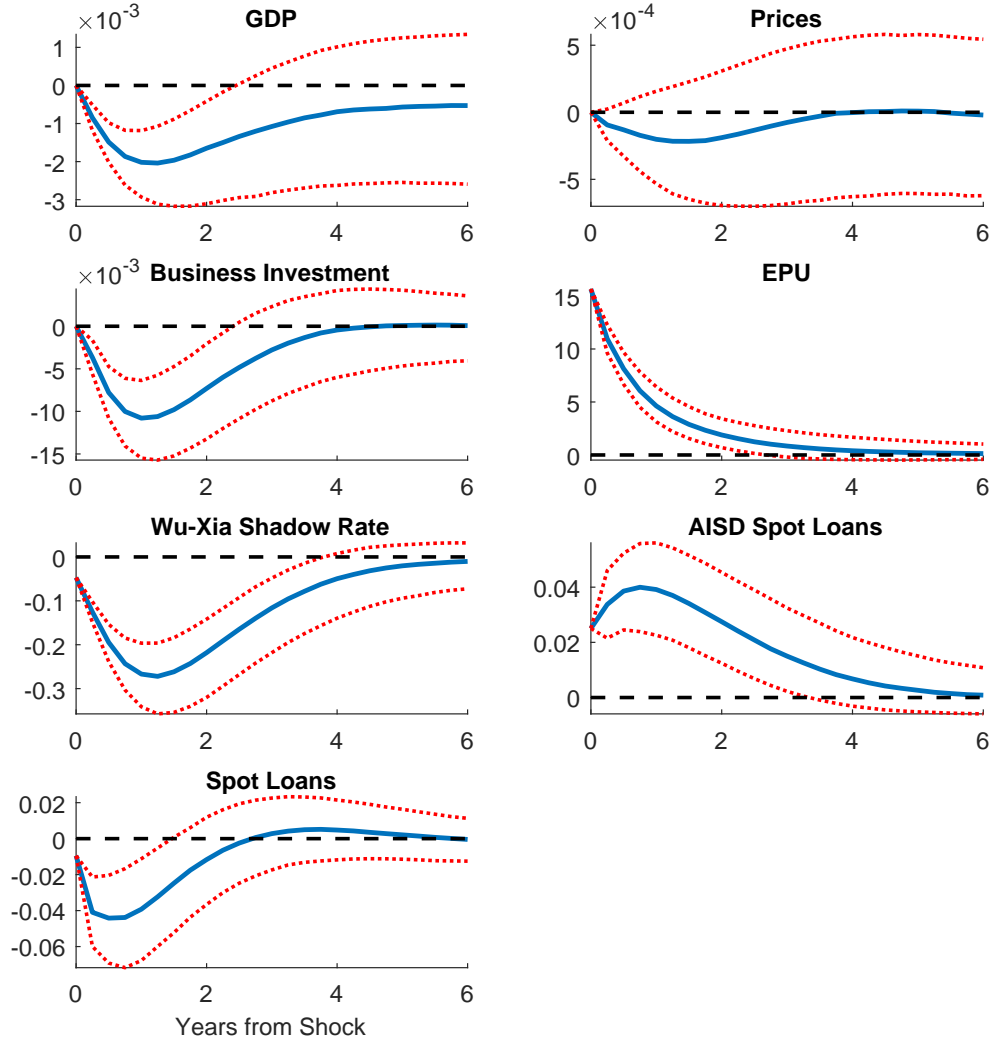 ×10⁻³ GDP
1
0
-1
-2
-3
0 2 4 6
×10⁻⁴ Prices
5
0
-5
0 2 4 6
×10⁻³ Business Investment
0
-5
-10
-15
0 2 4 6
EPU
15
10
5
0
0 2 4 6
Wu-Xia Shadow Rate
0
-0.1
-0.2
-0.3
0 2 4 6
AISD Spot Loans
0.04
0.02
0
0 2 4 6
Spot Loans
0.02
0
-0.02
-0.04
-0.06
0 2 4 6
Years from Shock